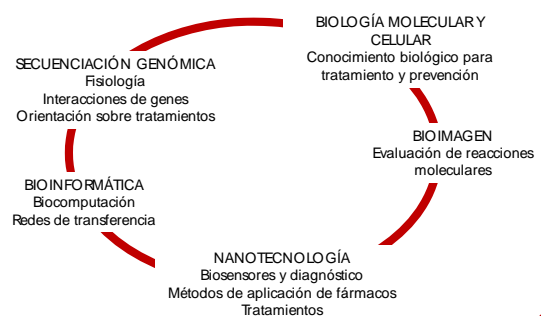 BIOLOGÍA MOLECULAR Y
CELULAR
Conocimiento biológico para
tratamiento y prevención
SECUENCIACIÓN GENÓMICA
Fisiología
Interacciones de genes
Orientación sobre tratamientos
BIOIMAGEN
Evaluación de reacciones
moleculares
BIOINFORMÁTICA
Biocomputación
Redes de transferencia
NANOTECNOLOGÍA
Biosensores y diagnóstico
Métodos de aplicación de fármacos
Tratamientos